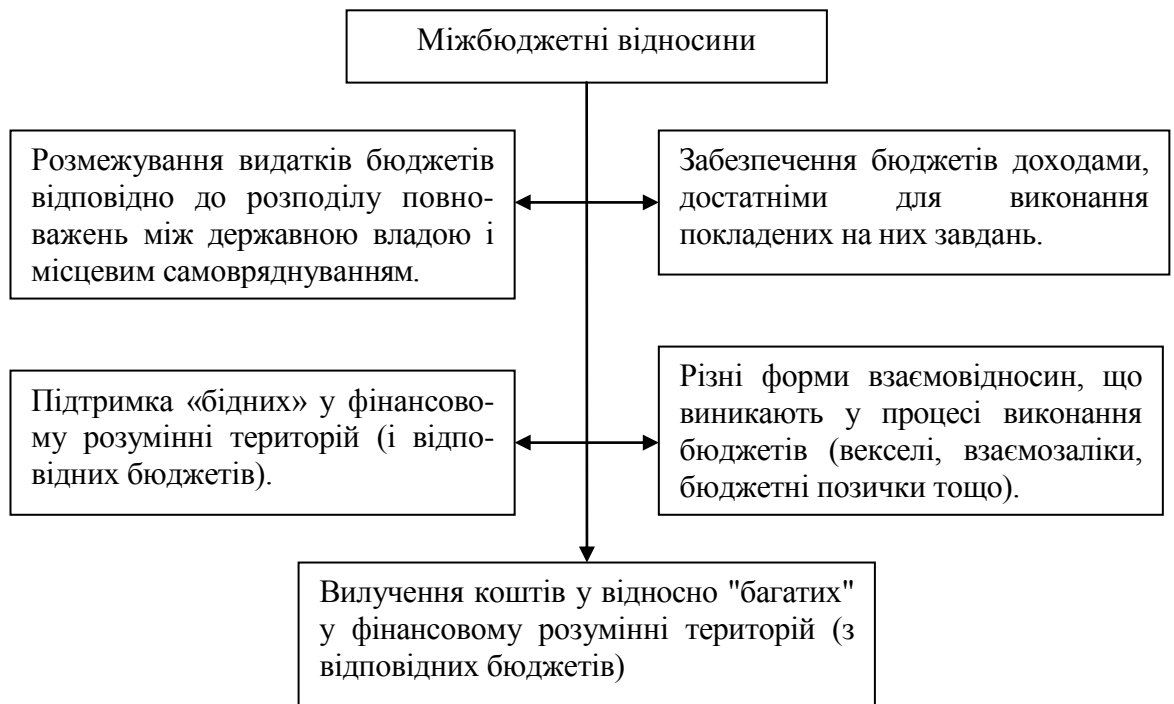 Міжбюджетні відносини
Розмежування видатків бюджетів
відповідно до розподілу повно-
важень між державною владою і
місцевим самовряднуванням.
Забезпечення бюджетів доходами,
достатніми для виконання
покладених на них завдань.
Підтримка «бідних» у фінансово-
му розумінні територій (і відпо-
відних бюджетів).
Різні форми взаємовідносин, що
виникають у процесі виконання
бюджетів (векселі, взаємозаліки,
бюджетні позички тощо).
Вилучення коштів у відносно "багатих"
у фінансовому розумінні територій (з
відповідних бюджетів)